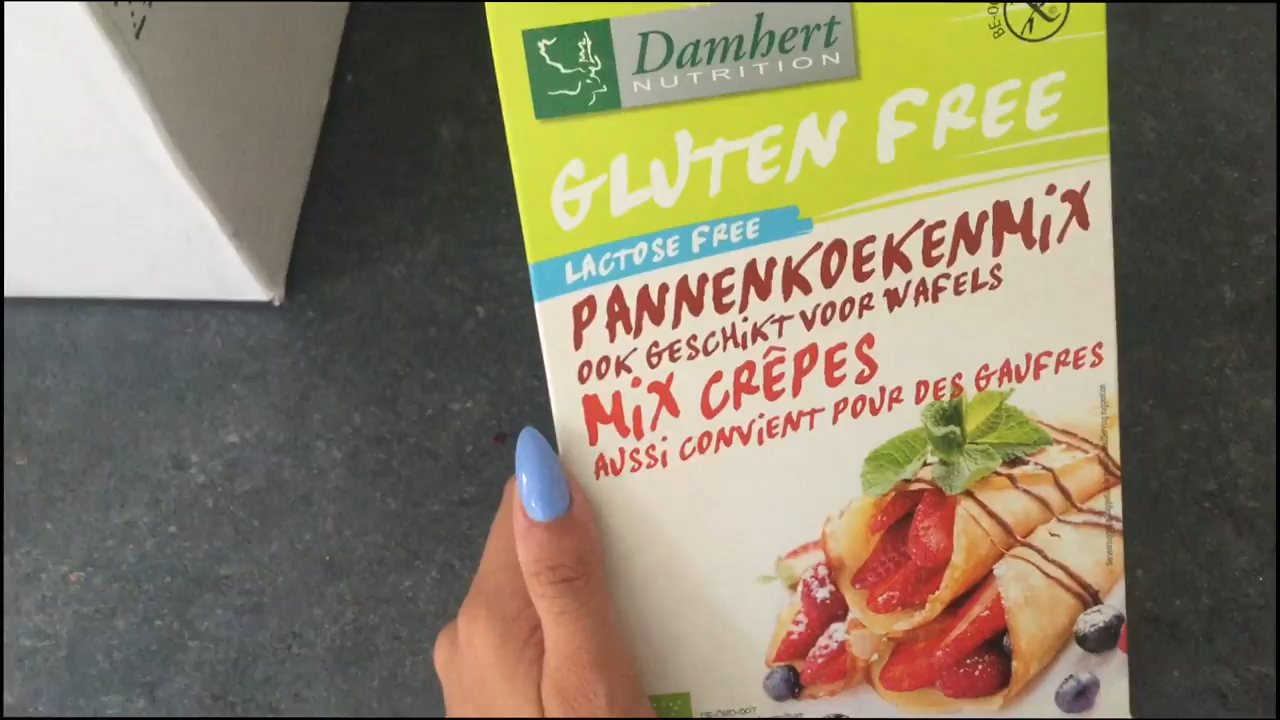 Damhert
NUTRITION
GLUTEN FREE
LACTOSE FREE
PANNENKOEKENMiX
OOK GESCHiKT VOOR WAFELS
MiX CRÊPES
AUSSi CONViENT POUR DES GAUFRES